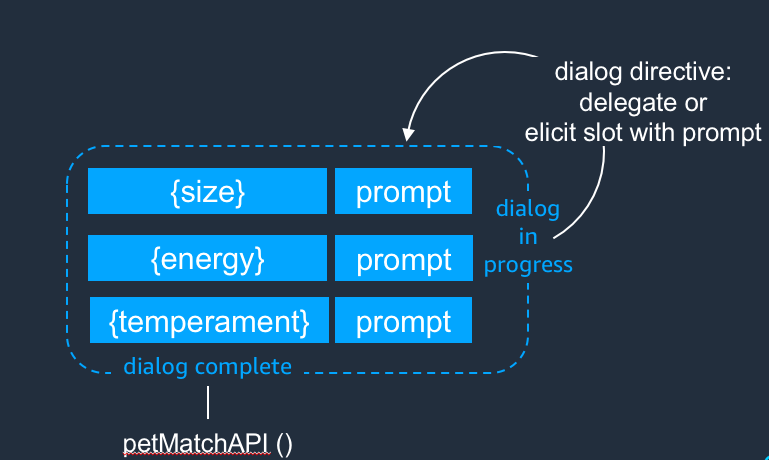 dialog directive:
delegate or
elicit slot with prompt
{size} prompt
dialog
in
progress
{energy} prompt
{temperament} prompt
dialog complete
petMatchAPI ()